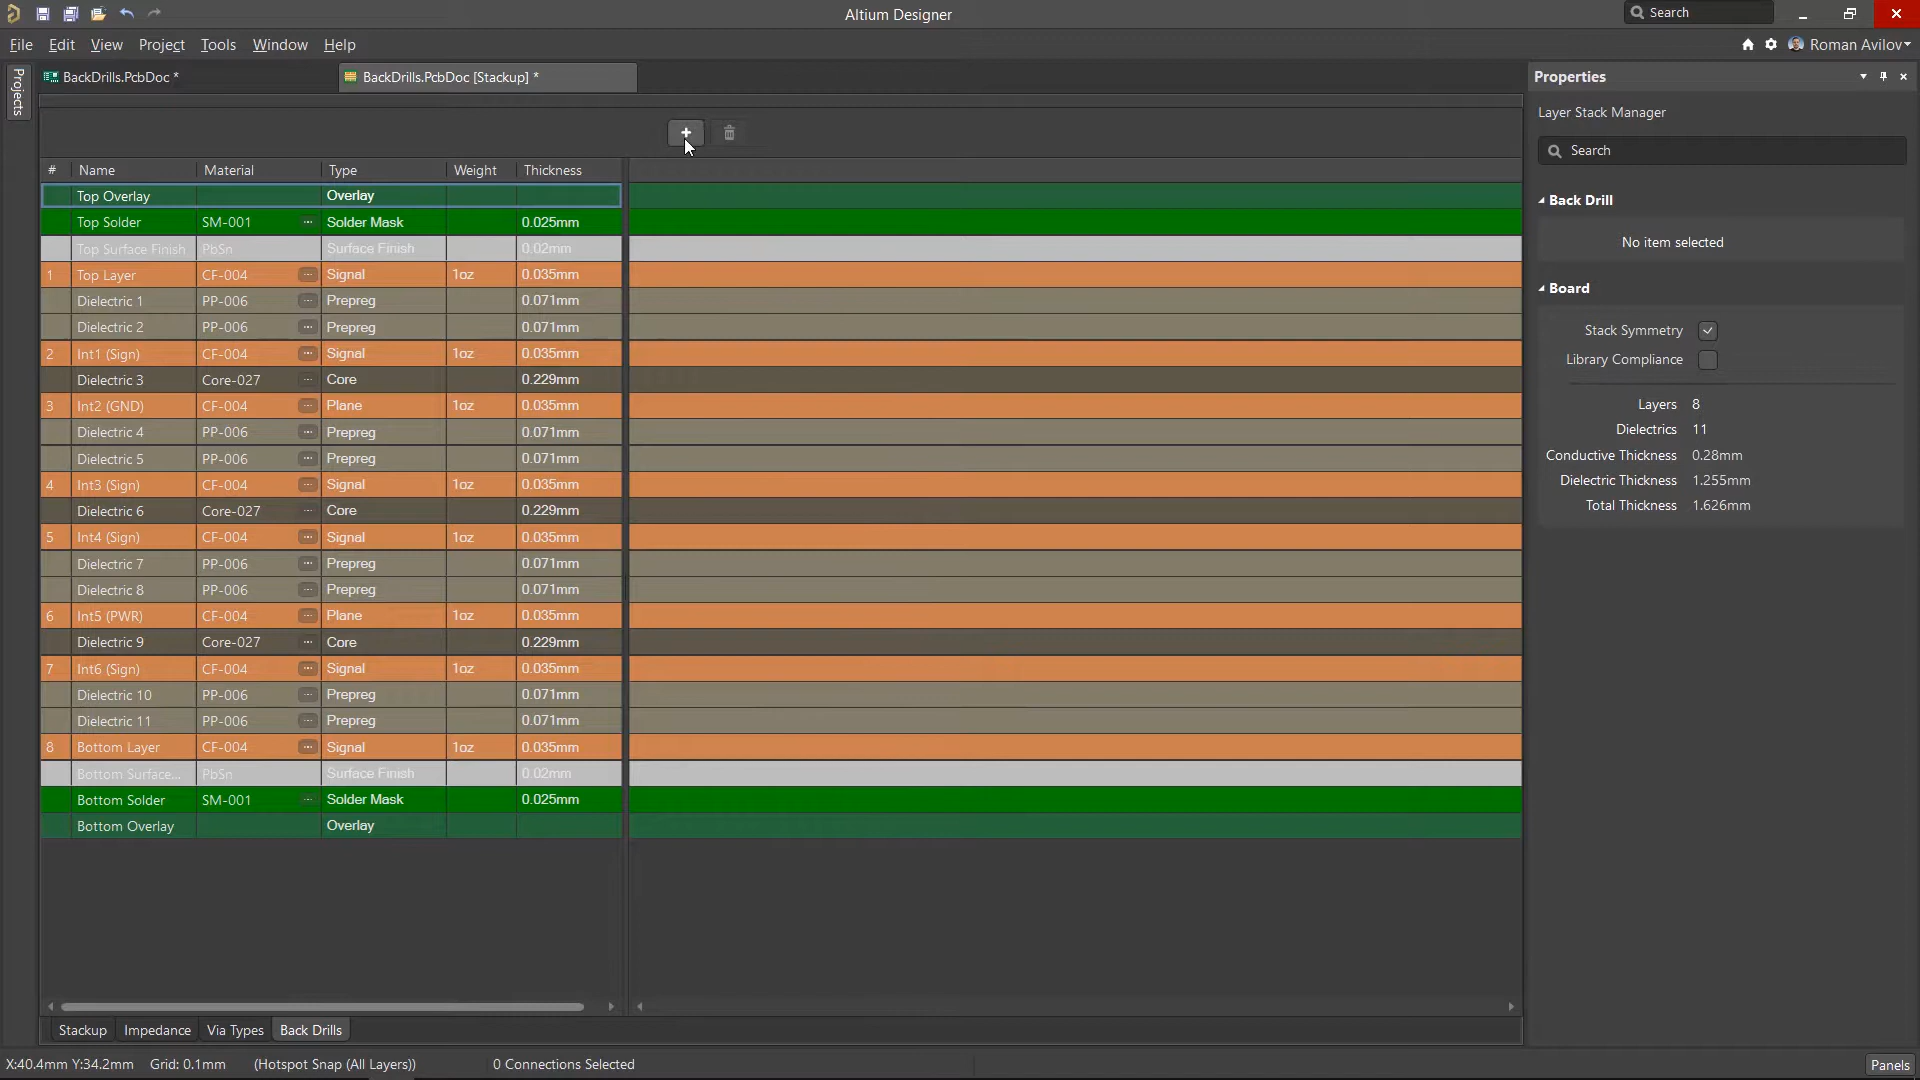 Altium Designer
Search
File Edit View Project Tools Window Help
Roman Avilov
Projects
BackDrills.PcbDoc *
BackDrills.PcbDoc [Stackup] *
Properties
Layer Stack Manager
Search
# Name Material Type Weight Thickness
Top Overlay Overlay
Top Solder SM-001 Solder Mask 0.025mm
Top Surface Finish PbSn Surface Finish 0.02mm
1 Top Layer CF-004 Signal 1oz 0.035mm
Dielectric 1 PP-006 Prepreg 0.071mm
Dielectric 2 PP-006 Prepreg 0.071mm
2 Int1 (Sign) CF-004 Signal 1oz 0.035mm
Dielectric 3 Core-027 Core 0.229mm
3 Int2 (GND) CF-004 Plane 1oz 0.035mm
Dielectric 4 PP-006 Prepreg 0.071mm
Dielectric 5 PP-006 Prepreg 0.071mm
4 Int3 (Sign) CF-004 Signal 1oz 0.035mm
Dielectric 6 Core-027 Core 0.229mm
5 Int4 (Sign) CF-004 Signal 1oz 0.035mm
Dielectric 7 PP-006 Prepreg 0.071mm
Dielectric 8 PP-006 Prepreg 0.071mm
6 Int5 (PWR) CF-004 Plane 1oz 0.035mm
Dielectric 9 Core-027 Core 0.229mm
7 Int6 (Sign) CF-004 Signal 1oz 0.035mm
Dielectric 10 PP-006 Prepreg 0.071mm
Dielectric 11 PP-006 Prepreg 0.071mm
8 Bottom Layer CF-004 Signal 1oz 0.035mm
Bottom Surface... PbSn Surface Finish 0.02mm
Bottom Solder SM-001 Solder Mask 0.025mm
Bottom Overlay Overlay
Back Drill
No item selected
Board
Stack Symmetry
Library Compliance
Layers 8
Dielectrics 11
Conductive Thickness 0.28mm
Dielectric Thickness 1.255mm
Total Thickness 1.626mm
Stackup Impedance Via Types Back Drills
X:40.4mm Y:34.2mm Grid: 0.1mm (Hotspot Snap (All Layers)) 0 Connections Selected
Panels